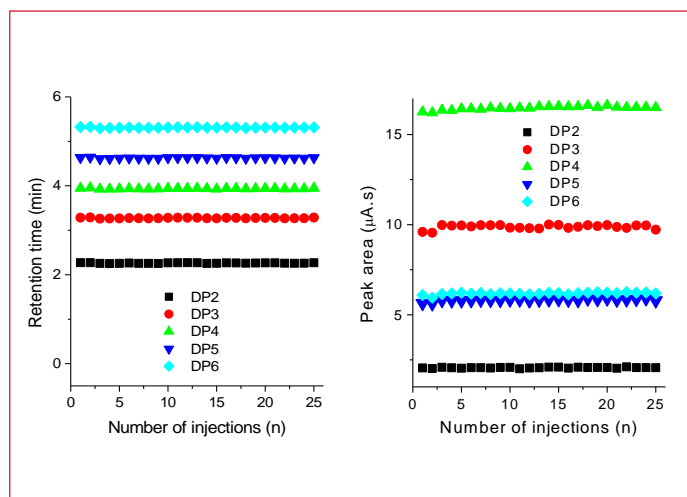 6
4
2
0
Retention time (min)
DP2
DP3
DP4
DP5
DP6
0 5 10 15 20 25
Number of injections (n)
15
10
5
Peak area (μA.s)
DP2
DP3
DP4
DP5
DP6
0 5 10 15 20 25
Number of injections (n)